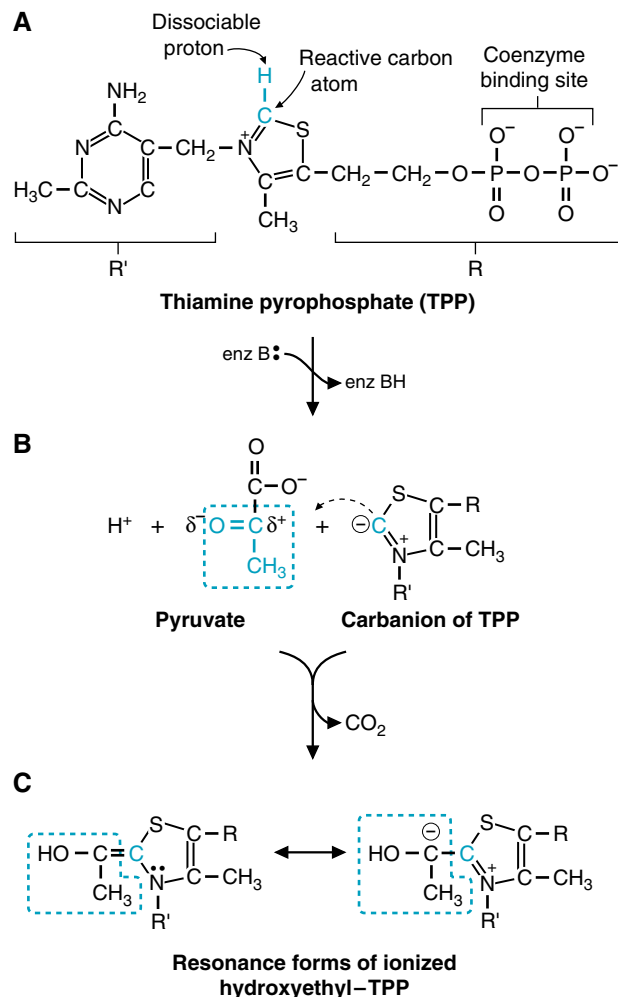 A
Dissociable
proton
Reactive carbon
atom
Coenzyme
binding site
H
NH2
C
S
O− O−
N C CH2 N+ C CH2 CH2 O P O P O−
H3C N C
CH3
O O
R'
R
Thiamine pyrophosphate (TPP)
enz B:
enz BH
B
O
C O−
H+ + δ− O=C δ+ + ⊖ C S R
CH3
N+ CH3
R'
Pyruvate
Carbanion of TPP
CO2
C
HO C=C S R
CH3 N CH3
R'
HO C ⊖ C S R
CH3 N+ CH3
R'
Resonance forms of ionized
hydroxyethyl–TPP